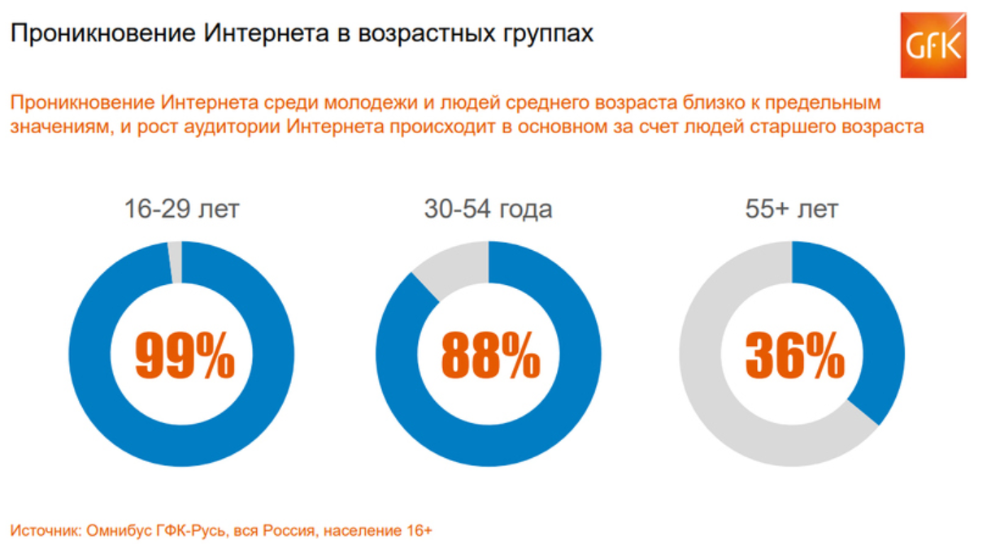 Проникновение Интернета в возрастных группах
GfK
Проникновение Интернета среди молодежи и людей среднего возраста близко к предельным
значениям, и рост аудитории Интернета происходит в основном за счет людей старшего возраста
16-29 лет
30-54 года
55+ лет
99%
88%
36%
Источник: Омнибус ГФК-Русь, вся Россия, население 16+